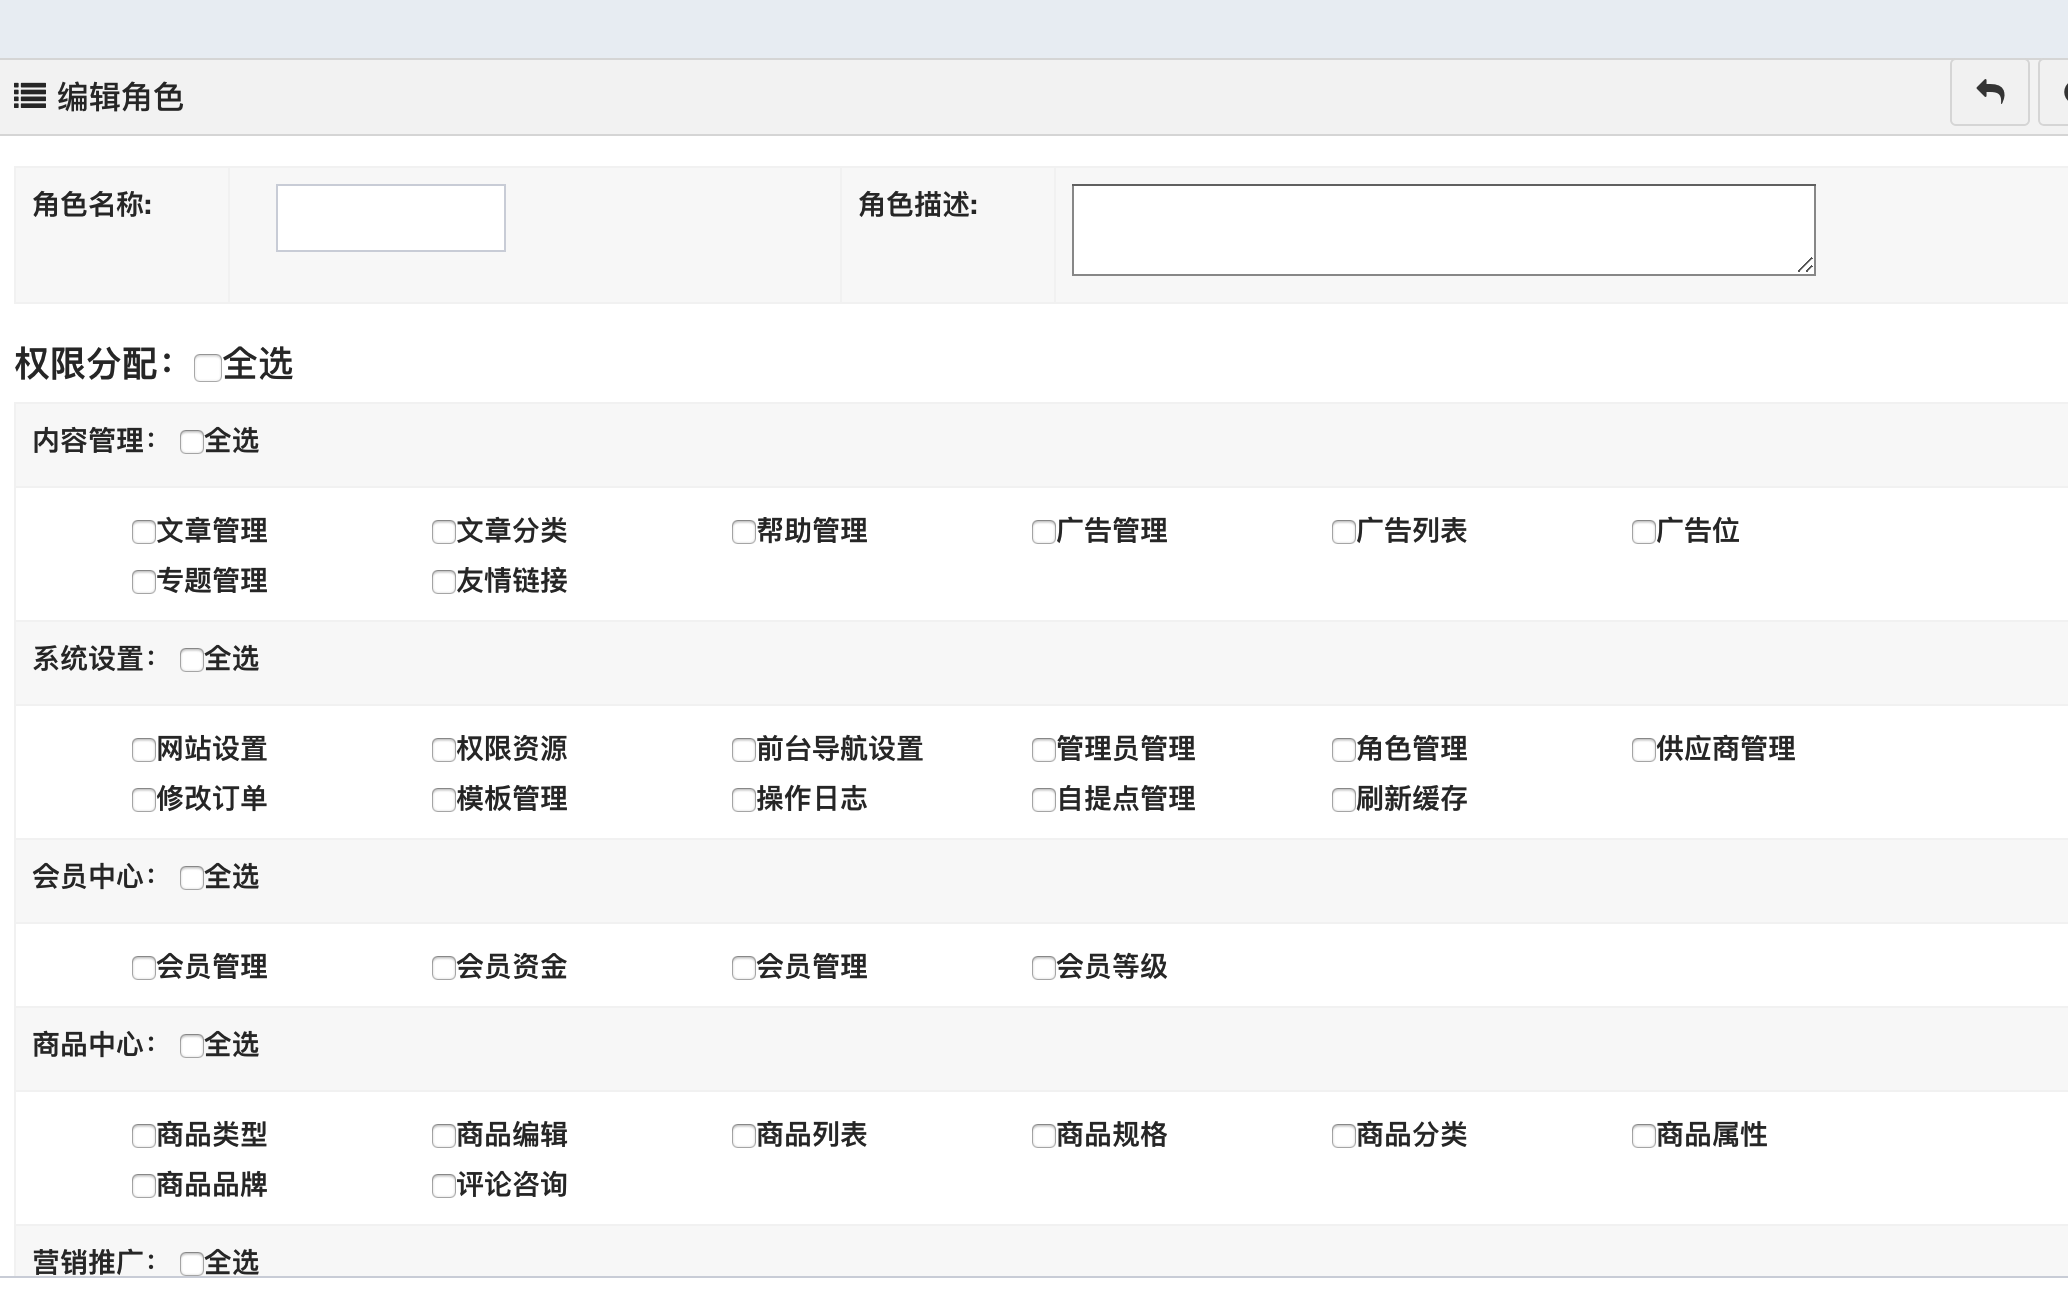 编辑角色
角色名称: 角色描述:
权限分配：全选
内容管理：全选
文章管理 文章分类 帮助管理 广告管理 广告列表 广告位
专题管理 友情链接
系统设置：全选
网站设置 权限资源 前台导航设置 管理员管理 角色管理 供应商管理
修改订单 模板管理 操作日志 自提点管理 刷新缓存
会员中心：全选
会员管理 会员资金 会员管理 会员等级
商品中心：全选
商品类型 商品编辑 商品列表 商品规格 商品分类 商品属性
商品品牌 评论咨询
营销推广：全选